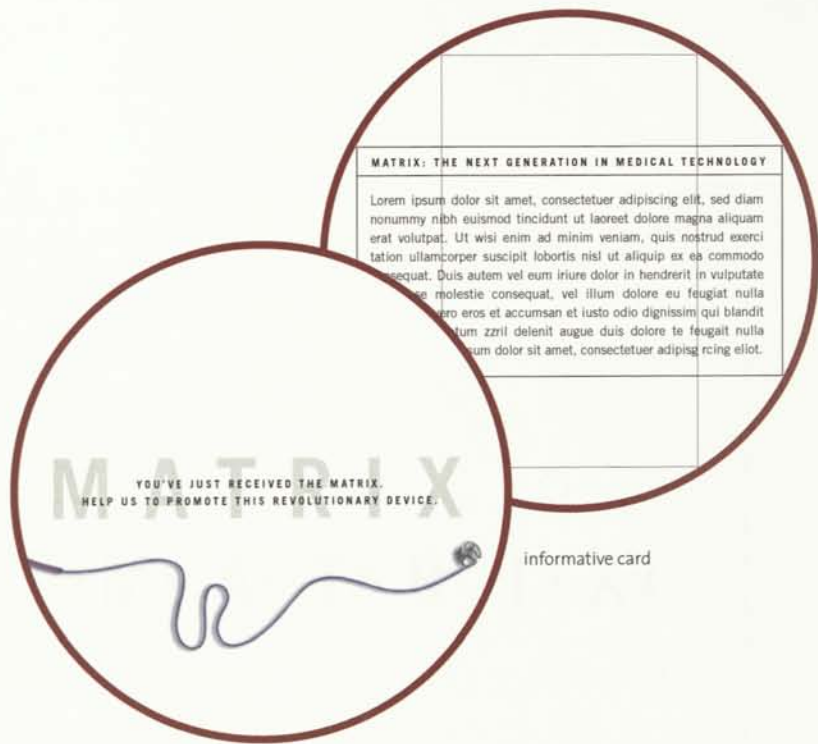 MATRIX: THE NEXT GENERATION IN MEDICAL TECHNOLOGY
Lorem ipsum dolor sit amet, consectetuer adipiscing elit, sed diam
nonummy nibh euismod tincidunt ut laoreet dolore magna aliquam
erat volutpat. Ut wisi enim ad minim veniam, quis nostrud exerci
tation ullamcorper suscipit lobortis nisl ut aliquip ex ea commodo
sequat. Duis autem vel eum iriure dolor in hendrerit in vulputate
se molestie consequat, vel illum dolore eu feugiat nulla
ero eros et accumsan et iusto odio dignissim qui blandit
tum zzril delenit augue duis dolore te feugait nulla
sum dolor sit amet, consectetuer adipisg rcing eliot.
MATRIX
YOU'VE JUST RECEIVED THE MATRIX.
HELP US TO PROMOTE THIS REVOLUTIONARY DEVICE.
informative card